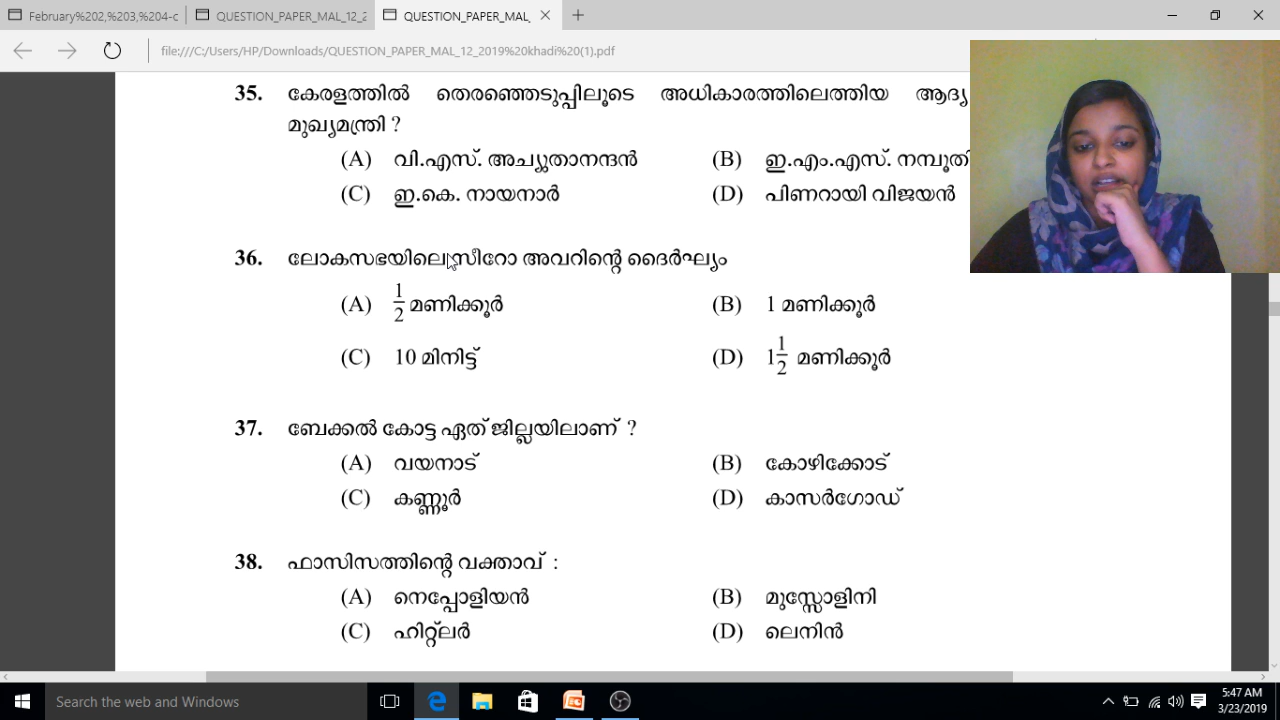 February%202,%203,%204-c
QUESTION_PAPER_MAL_12_2
QUESTION_PAPER_MAL_
file:///C:/Users/HP/Downloads/QUESTION_PAPER_MAL_12_2019%20khadi%20(1).pdf
35. കേരളത്തിൽ തെരഞ്ഞെടുപ്പിലൂടെ അധികാരത്തിലെത്തിയ ആദ്യ
മുഖ്യമന്ത്രി ?
(A) വി.എസ്. അച്യുതാനന്ദൻ (B) ഇ.എം.എസ്. നമ്പൂതി
(C) ഇ.കെ. നായനാർ (D) പിണറായി വിജയൻ
36. ലോകസഭയിലെ സീറോ അവറിന്റെ ദൈർഘ്യം
(A) 1/2 മണിക്കൂർ (B) 1 മണിക്കൂർ
(C) 10 മിനിട്ട് (D) 1 1/2 മണിക്കൂർ
37. ബേക്കൽ കോട്ട ഏത് ജില്ലയിലാണ് ?
(A) വയനാട് (B) കോഴിക്കോട്
(C) കണ്ണൂർ (D) കാസർഗോഡ്
38. ഫാസിസത്തിന്റെ വക്താവ് :
(A) നെപ്പോളിയൻ (B) മുസ്സോളിനി
(C) ഹിറ്റ്ലർ (D) ലെനിൻ
Search the web and Windows
5:47 AM
3/23/2019